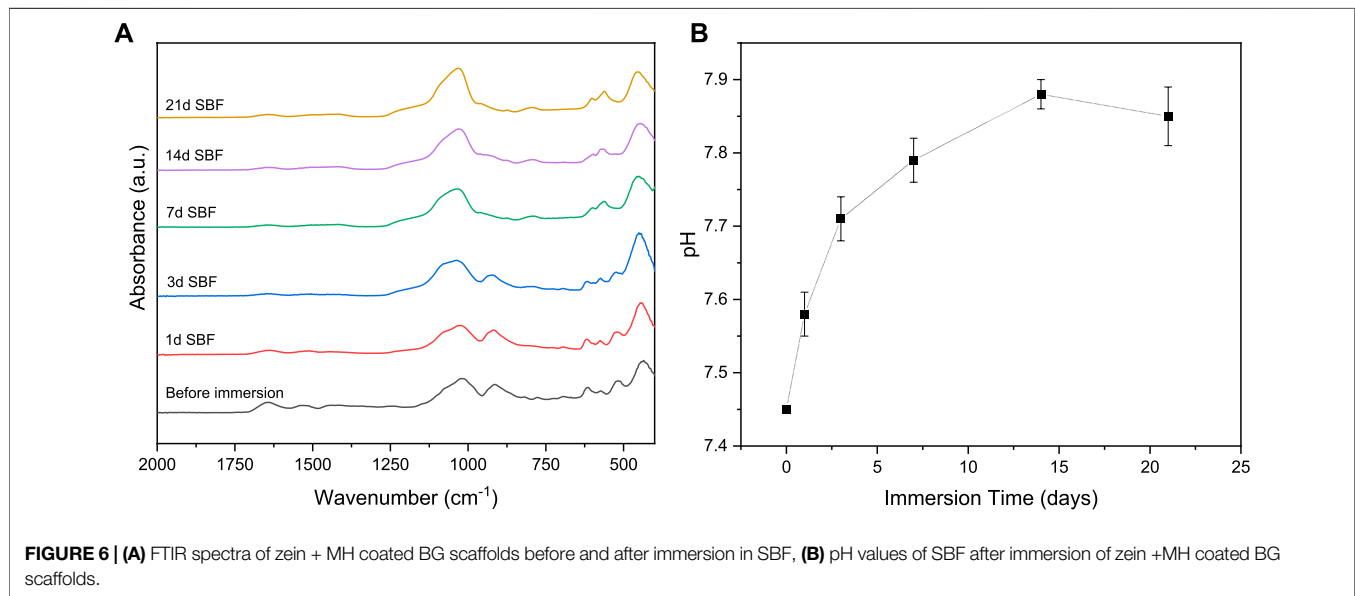 A
Absorbance (a.u.)
21d SBF
14d SBF
7d SBF
3d SBF
1d SBF
Before immersion
2000 1750 1500 1250 1000 750 500
Wavenumber (cm⁻¹)
B
pH
7.9
7.8
7.7
7.6
7.5
7.4
0 5 10 15 20 25
Immersion Time (days)
FIGURE 6 | (A) FTIR spectra of zein + MH coated BG scaffolds before and after immersion in SBF, (B) pH values of SBF after immersion of zein +MH coated BG
scaffolds.